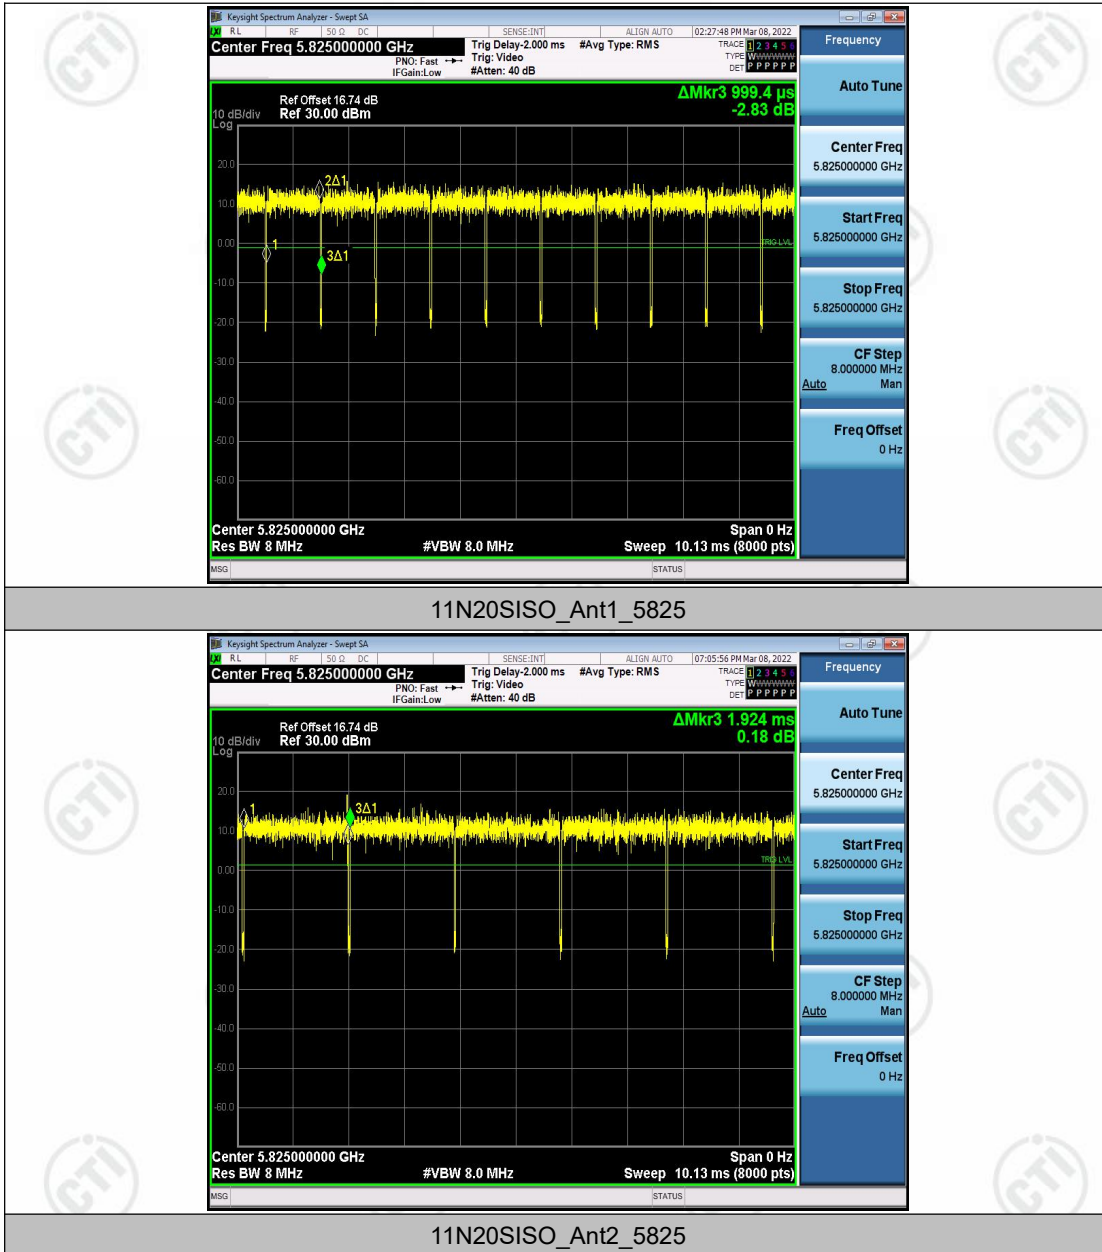 Keysight Spectrum Analyzer - Swept SA
RL RF 50 Ω DC SENSE:INT ALIGN AUTO 02:27:48 PM Mar 08, 2022
Center Freq 5.825000000 GHz Trig Delay-2.000 ms #Avg Type: RMS TRACE 1 2 3 4 5 6 Frequency
PNO: Fast Trig: Video TYPE W
IFGain:Low #Atten: 40 dB DET P P P P P P
ΔMkr3 999.4 µs
-2.83 dB
Auto Tune
Ref Offset 16.74 dB
10 dB/div Ref 30.00 dBm
Log
Center Freq
5.825000000 GHz
20.0
10.0
0.00
-10.0
-20.0
-30.0
-40.0
-50.0
-60.0
2Δ1
1
3Δ1
TRIG LVL
Start Freq
5.825000000 GHz
Stop Freq
5.825000000 GHz
CF Step
8.000000 MHz
Auto Man
Freq Offset
0 Hz
Center 5.825000000 GHz Span 0 Hz
Res BW 8 MHz #VBW 8.0 MHz Sweep 10.13 ms (8000 pts)
MSG STATUS
11N20SISO_Ant1_5825
Keysight Spectrum Analyzer - Swept SA
RL RF 50 Ω DC SENSE:INT ALIGN AUTO 07:05:56 PM Mar 08, 2022
Center Freq 5.825000000 GHz Trig Delay-2.000 ms #Avg Type: RMS TRACE 1 2 3 4 5 6 Frequency
PNO: Fast Trig: Video TYPE W
IFGain:Low #Atten: 40 dB DET P P P P P P
ΔMkr3 1.924 ms
0.18 dB
Auto Tune
Ref Offset 16.74 dB
10 dB/div Ref 30.00 dBm
Log
Center Freq
5.825000000 GHz
20.0
10.0
0.00
-10.0
-20.0
-30.0
-40.0
-50.0
-60.0
1
3Δ1
TRIG LVL
Start Freq
5.825000000 GHz
Stop Freq
5.825000000 GHz
CF Step
8.000000 MHz
Auto Man
Freq Offset
0 Hz
Center 5.825000000 GHz Span 0 Hz
Res BW 8 MHz #VBW 8.0 MHz Sweep 10.13 ms (8000 pts)
MSG STATUS
11N20SISO_Ant2_5825
CTI
CTI
CTI
CTI
CTI
CTI
CTI
CTI